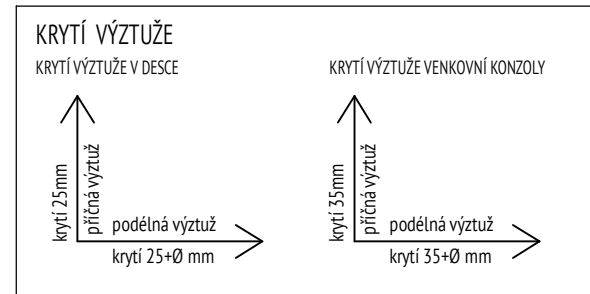 KRYTÍ VÝZTUŽE
KRYTÍ VÝZTUŽE V DESCE
krytí 25mm
příčná výztuž
podélná výztuž
krytí 25+Ø mm
KRYTÍ VÝZTUŽE VENKOVNÍ KONZOLY
krytí 35mm
příčná výztuž
podélná výztuž
krytí 35+Ø mm